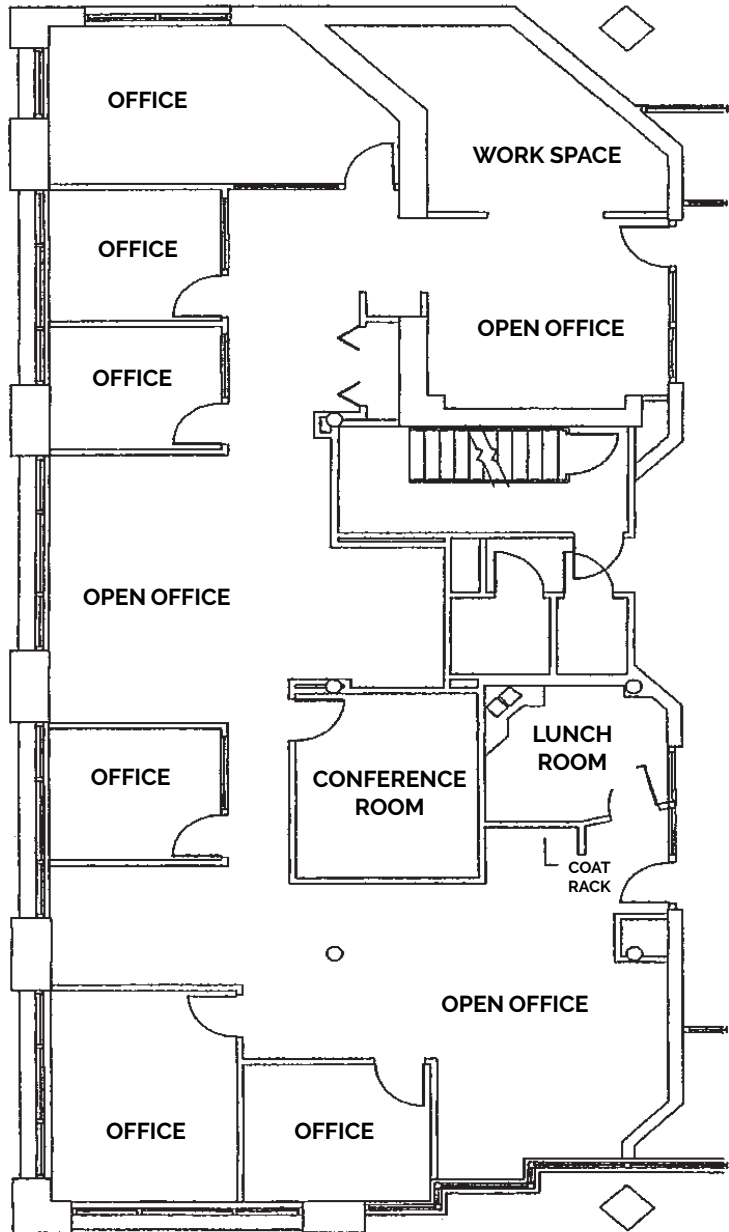 OFFICE
WORK SPACE
OFFICE
OPEN OFFICE
OFFICE
OPEN OFFICE
LUNCH
ROOM
OFFICE
CONFERENCE
ROOM
COAT
RACK
OPEN OFFICE
OFFICE
OFFICE